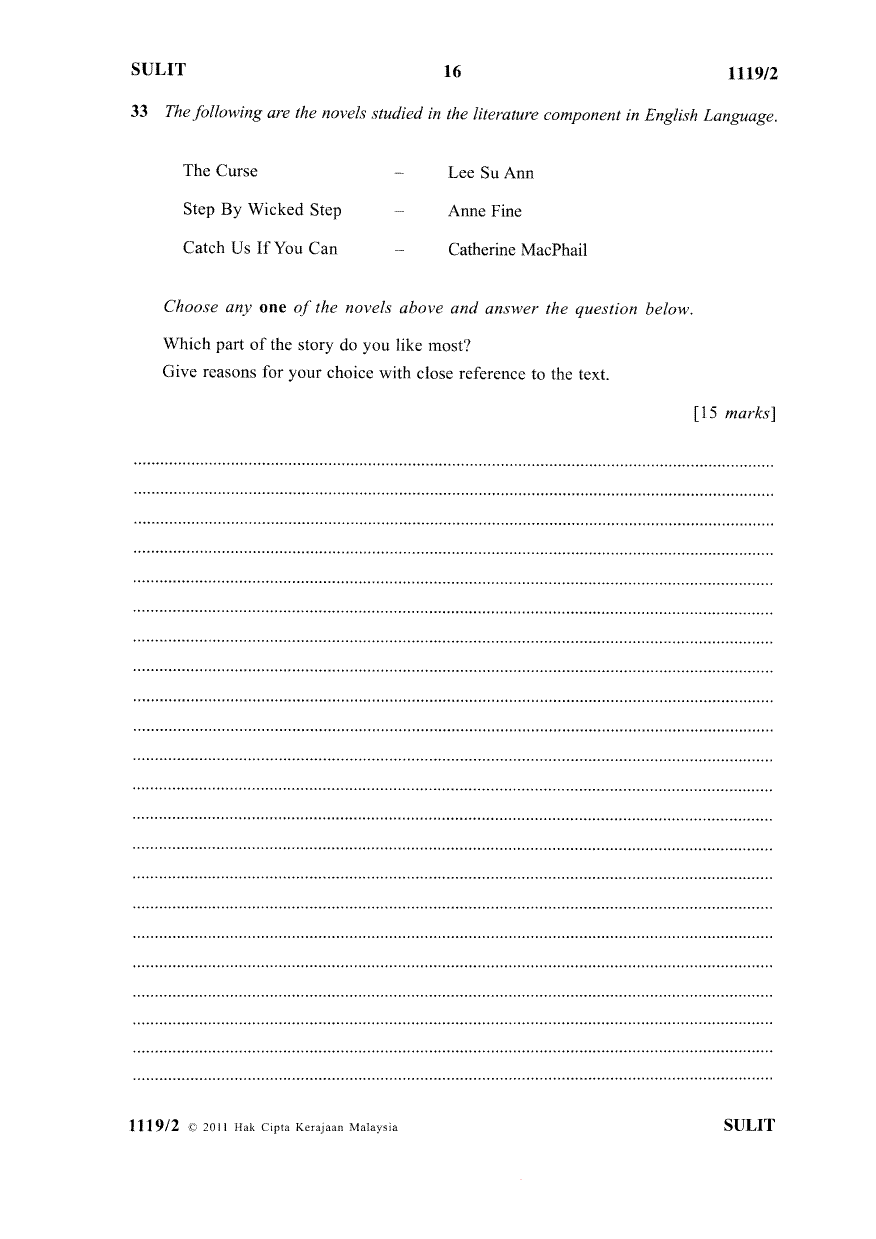 SULIT 16 1119/2
33 The following are the novels studied in the literature component in English Language.
The Curse – Lee Su Ann
Step By Wicked Step – Anne Fine
Catch Us If You Can – Catherine MacPhail
Choose any one of the novels above and answer the question below.
Which part of the story do you like most?
Give reasons for your choice with close reference to the text.
[15 marks]
1119/2 © 2011 Hak Cipta Kerajaan Malaysia SULIT